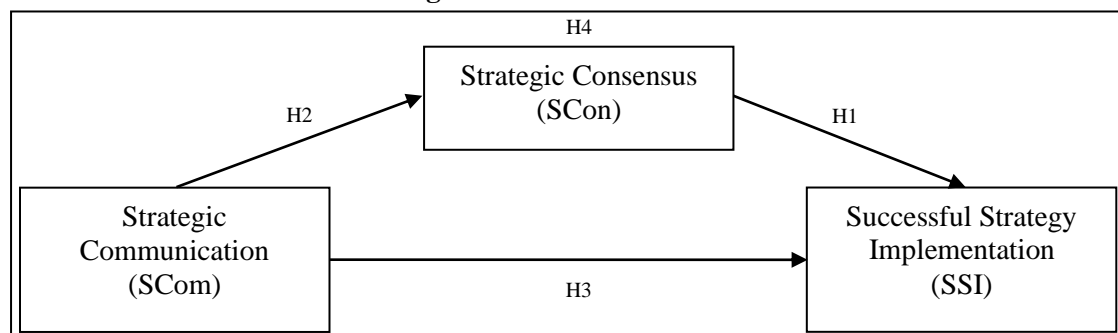 H4
Strategic Consensus
(SCon)
H2
H1
Strategic
Communication
(SCom)
Successful Strategy
Implementation
(SSI)
H3